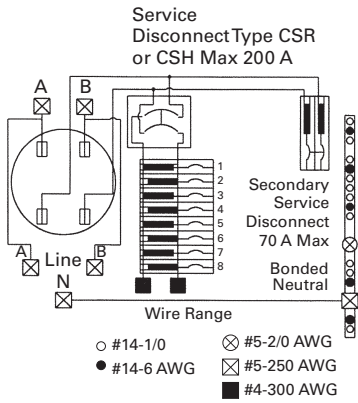 Service
Disconnect Type CSR
or CSH Max 200 A
A
B
1
2
3
4
5
6
7
8
Secondary
Service
Disconnect
70 A Max
A
Line
B
N
Bonded
Neutral
Wire Range
#14-1/0
#14-6 AWG
#5-2/0 AWG
#5-250 AWG
#4-300 AWG